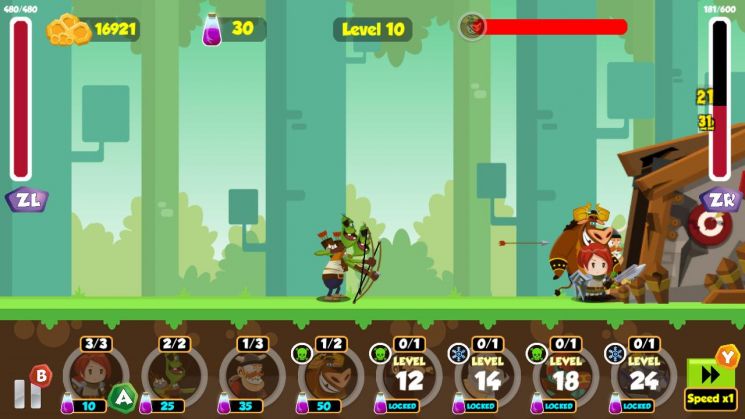 480/480
16921
30
Level 10
181/600
21
31
ZL
ZR
3/3
2/2
1/3
1/2
0/1
0/1
0/1
0/1
LEVEL 12
LEVEL 14
LEVEL 18
LEVEL 24
B
A
Y
10
25
35
50
LOCKED
LOCKED
LOCKED
LOCKED
Speed x1